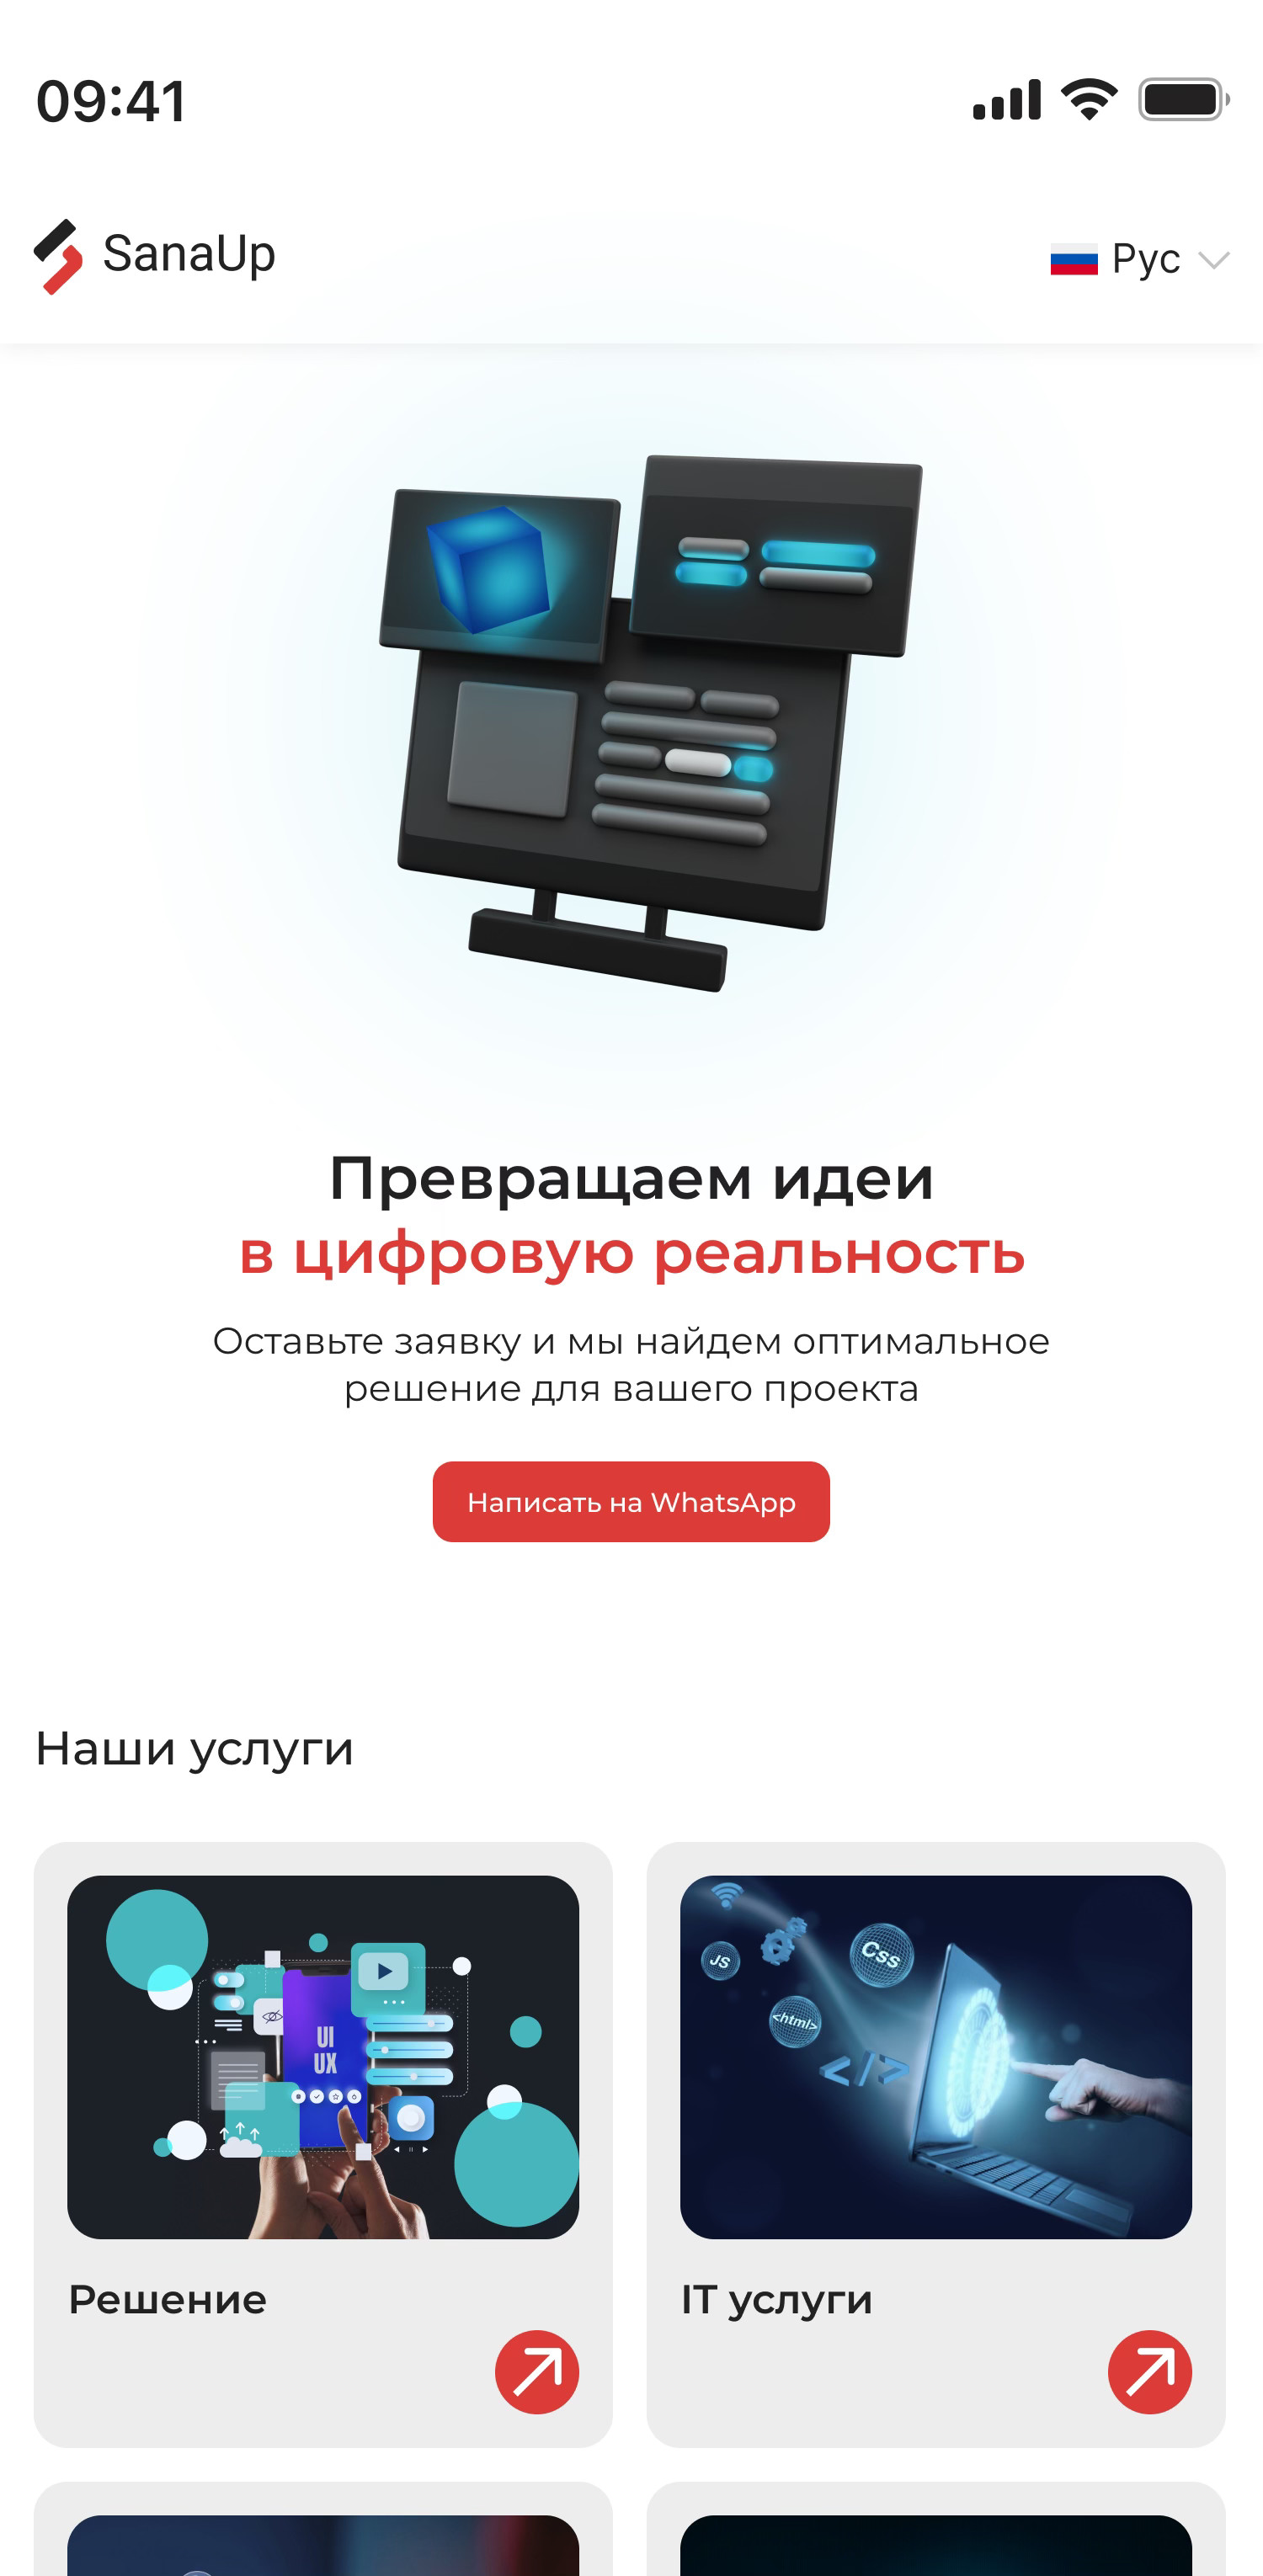 09:41
SanaUp
Рус
Превращаем идеи
в цифровую реальность
Оставьте заявку и мы найдем оптимальное
решение для вашего проекта
Написать на WhatsApp
Наши услуги
UI
UX
JS
Css
<html>
</>
Решение
IT услуги